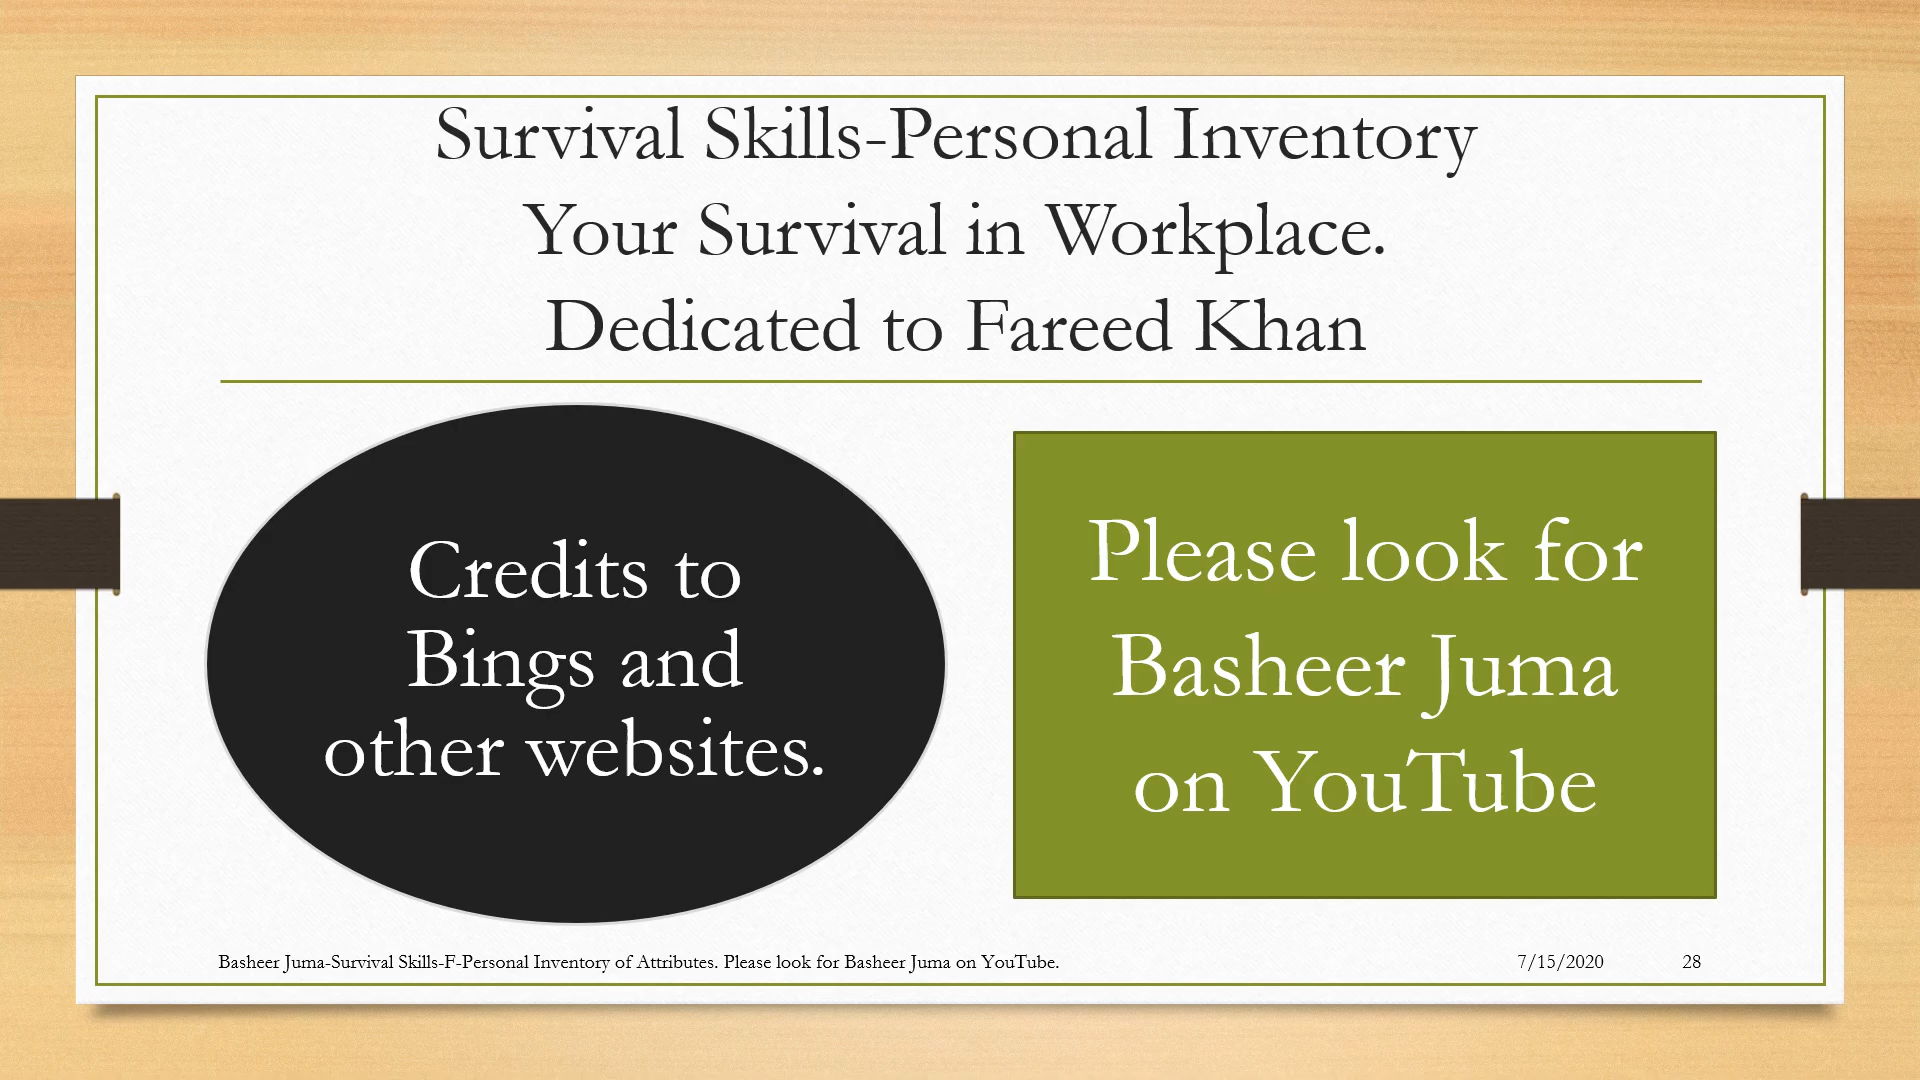 Survival Skills-Personal Inventory
Your Survival in Workplace.
Dedicated to Fareed Khan
Credits to
Bings and
other websites.
Please look for
Basheer Juma
on YouTube
Basheer Juma-Survival Skills-F-Personal Inventory of Attributes. Please look for Basheer Juma on YouTube.
7/15/2020
28